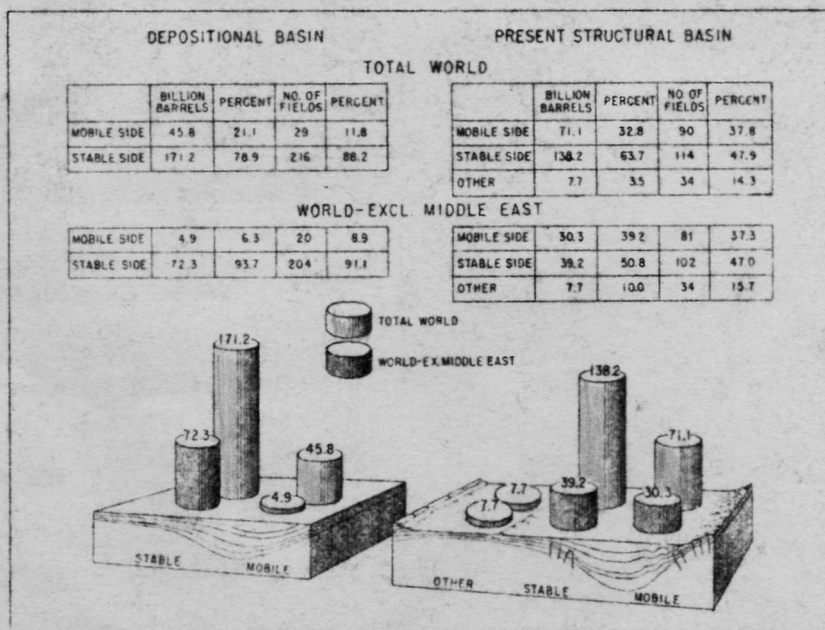 DEPOSITIONAL BASIN PRESENT STRUCTURAL BASIN
TOTAL WORLD
BILLION BARRELS PERCENT NO. OF FIELDS PERCENT
MOBILE SIDE 45.8 21.1 29 11.8
STABLE SIDE 171.2 78.9 216 88.2
BILLION BARRELS PERCENT NO OF FIELDS PERCENT
MOBILE SIDE 71.1 32.8 90 37.8
STABLE SIDE 138.2 63.7 114 47.9
OTHER 7.7 3.5 34 14.3
WORLD-EXCL. MIDDLE EAST
MOBILE SIDE 4.9 6.3 20 8.9
STABLE SIDE 72.3 93.7 204 91.1
MOBILE SIDE 30.3 39.2 81 37.3
STABLE SIDE 39.2 50.8 102 47.0
OTHER 7.7 10.0 34 15.7
TOTAL WORLD
WORLD-EX.MIDDLE EAST
171.2
72.3
45.8
4.9
STABLE
MOBILE
138.2
71.1
7.7
7.7
39.2
30.3
OTHER
STABLE
MOBILE